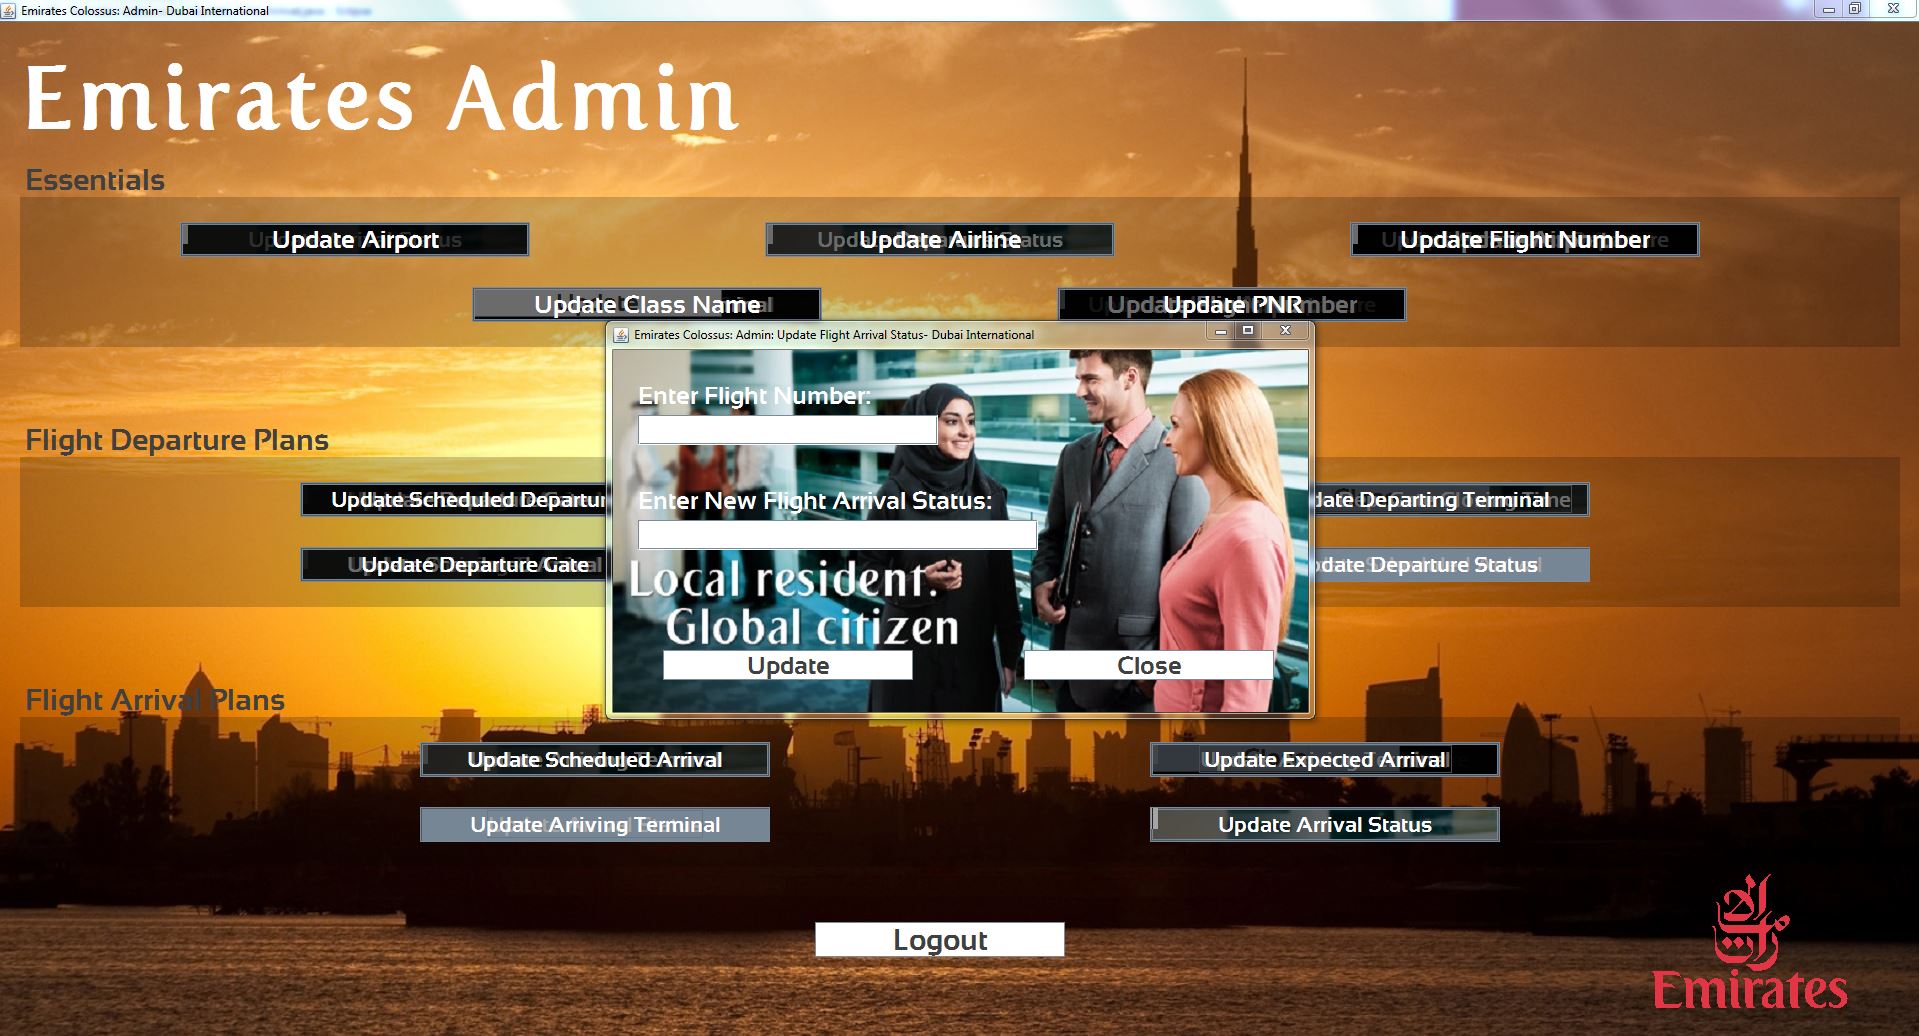 Emirates Colossus: Admin- Dubai International
Emirates Admin
Essentials
Update Airport
Update Airline
Update Flight Number
Update Class Name
Update PNR
Emirates Colossus: Admin: Update Flight Arrival Status- Dubai International
Enter Flight Number:
Enter New Flight Arrival Status:
Local resident.
Global citizen
Update
Close
Flight Departure Plans
Update Scheduled Departur
date Departing Terminal
Update Departure Gate
date Departure Status
Flight Arrival Plans
Update Scheduled Arrival
Update Expected Arrival
Update Arriving Terminal
Update Arrival Status
Logout
امارات
Emirates